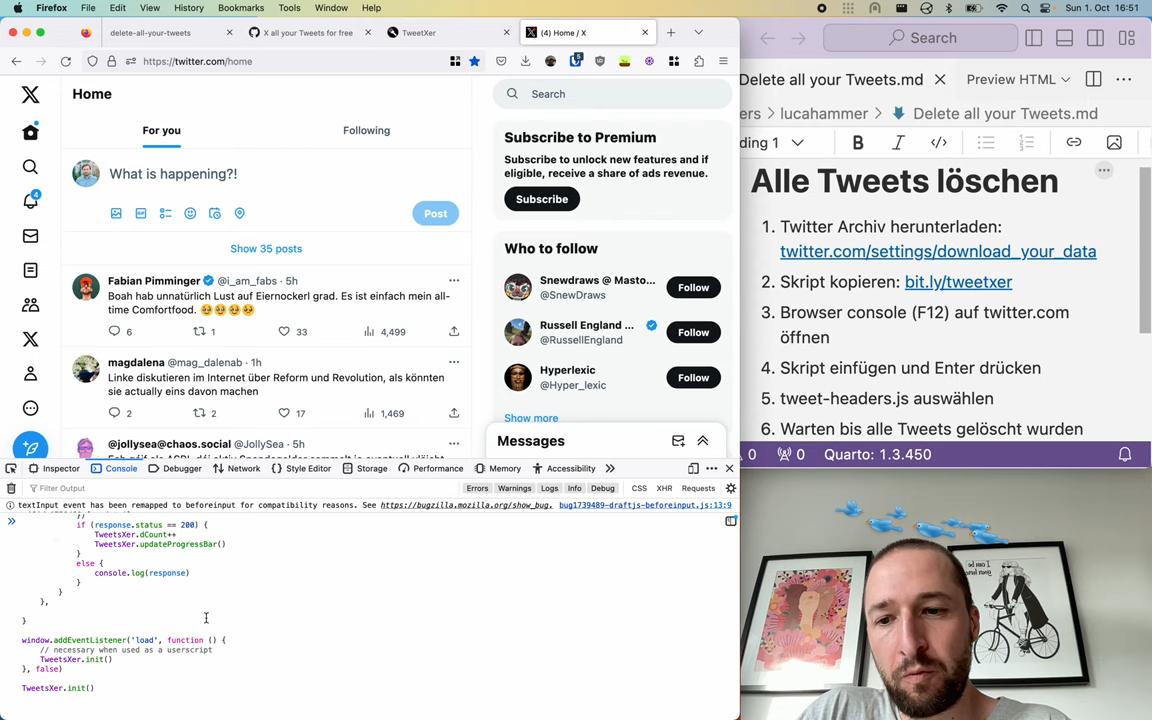 Firefox File Edit View History Bookmarks Tools Window Help
Sun 1. Oct 16:51
delete-all-your-tweets
X all your Tweets for free
TweetXer
(4) Home / X
https://twitter.com/home
Home
For you
Following
What is happening?!
Post
Show 35 posts
Fabian Pimminger @i_am_fabs · 5h
Boah hab unnatürlich Lust auf Eiernockerl grad. Es ist einfach mein all-
time Comfortfood. 🥹🥹🥹🥹
6 1 33 4,499
magdalena @mag_dalenab · 1h
Linke diskutieren im Internet über Reform und Revolution, als könnten
sie actually eins davon machen
2 2 17 1,469
@jollysea@chaos.social @JollySea · 5h
Search
Subscribe to Premium
Subscribe to unlock new features and if
eligible, receive a share of ads revenue.
Subscribe
Who to follow
Snewdraws @ Masto...
@SnewDraws
Follow
Russell England ...
@RussellEngland
Follow
Hyperlexic
@Hyper_lexic
Follow
Show more
Messages
Inspector Console Debugger Network Style Editor Storage Performance Memory Accessibility
Filter Output
Errors Warnings Logs Info Debug CSS XHR Requests
textInput event has been remapped to beforeinput for compatibility reasons. See https://bugzilla.mozilla.org/show_bug. bug1739489-draftjs-beforeinput.js:13:9
})
if (response.status == 200) {
TweetsXer.dCount++
TweetsXer.updateProgressBar()
}
else {
console.log(response)
}
}
},
}
window.addEventListener('load', function () {
// necessary when used as a userscript
TweetsXer.init()
}, false)
TweetsXer.init()
Search
Delete all your Tweets.md
Preview HTML
ers > lucahammer > Delete all your Tweets.md
ding 1
B I
Alle Tweets löschen
1. Twitter Archiv herunterladen:
twitter.com/settings/download_your_data
2. Skript kopieren: bit.ly/tweetxer
3. Browser console (F12) auf twitter.com
öffnen
4. Skript einfügen und Enter drücken
5. tweet-headers.js auswählen
6. Warten bis alle Tweets gelöscht wurden
0 0 Quarto: 1.3.450